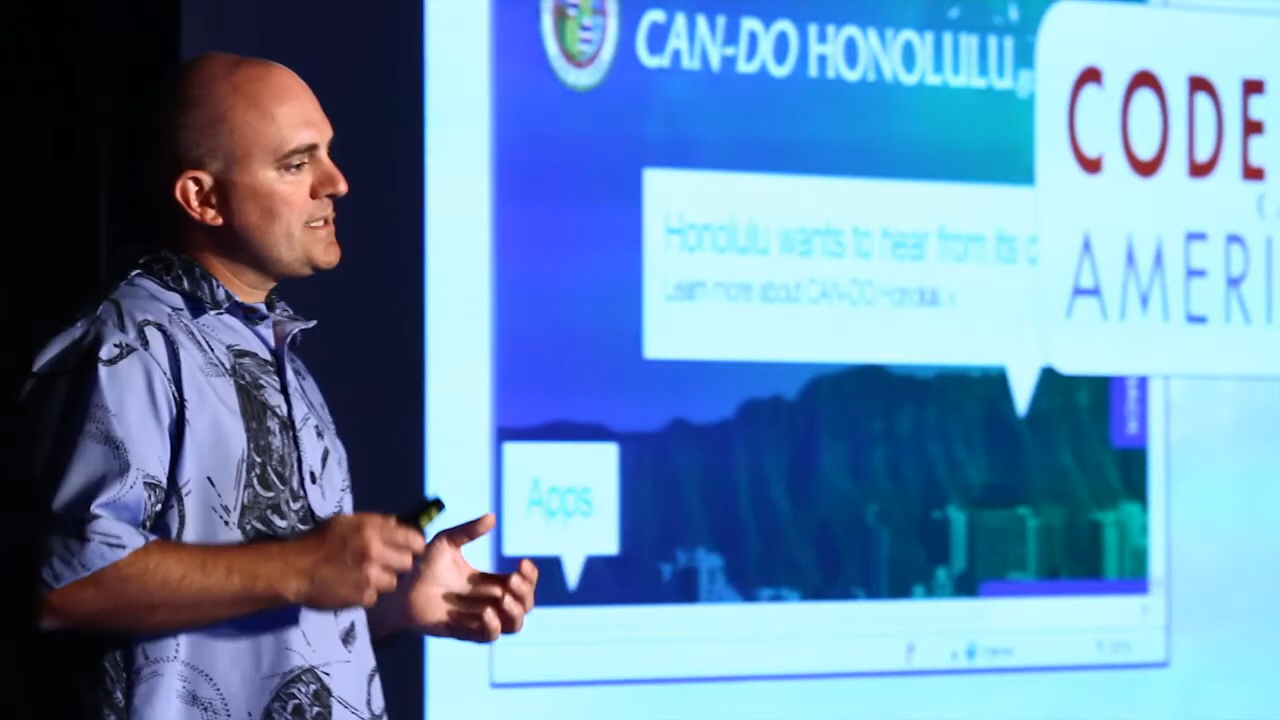 CAN-DO HONOLULU
Honolulu wants to hear from its
Learn more about CAN-DO Honolulu »
Apps
CODE
AMERI